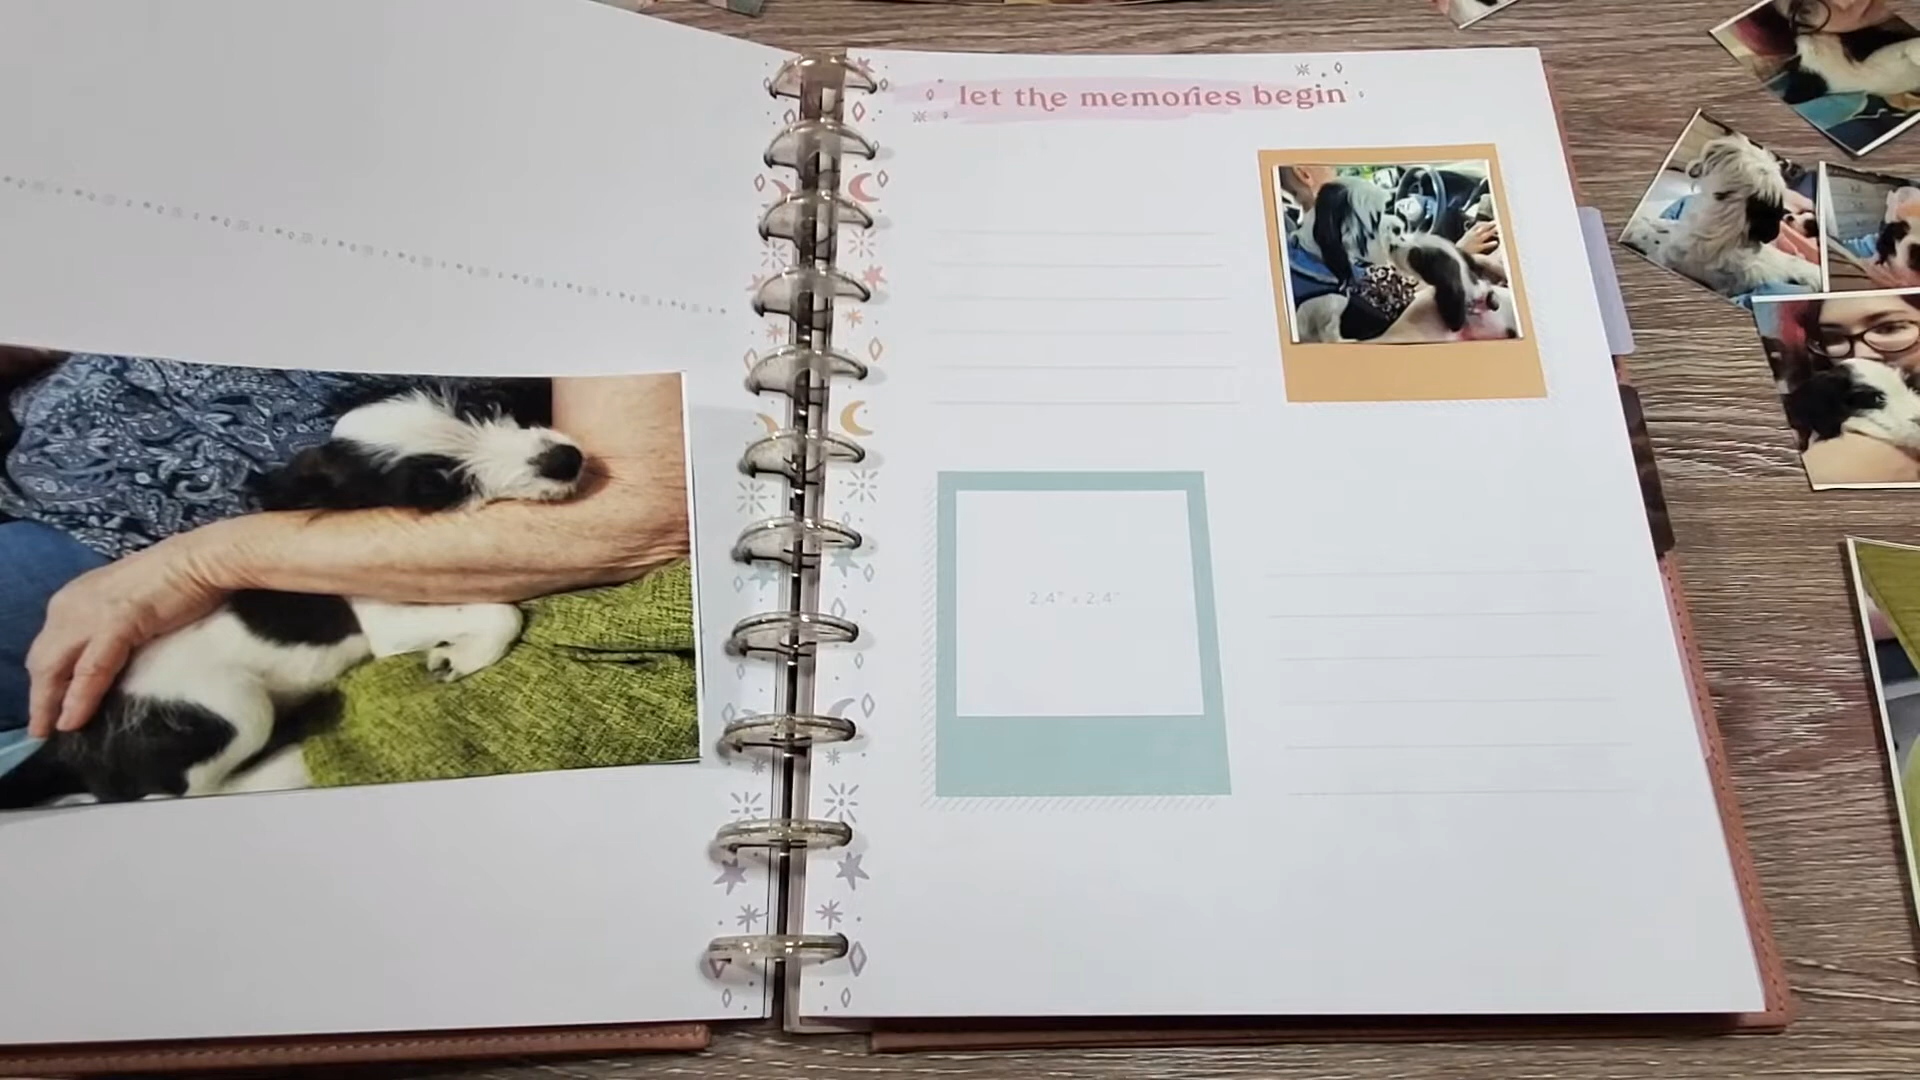 let the memories begin
2.4" x 2.4"